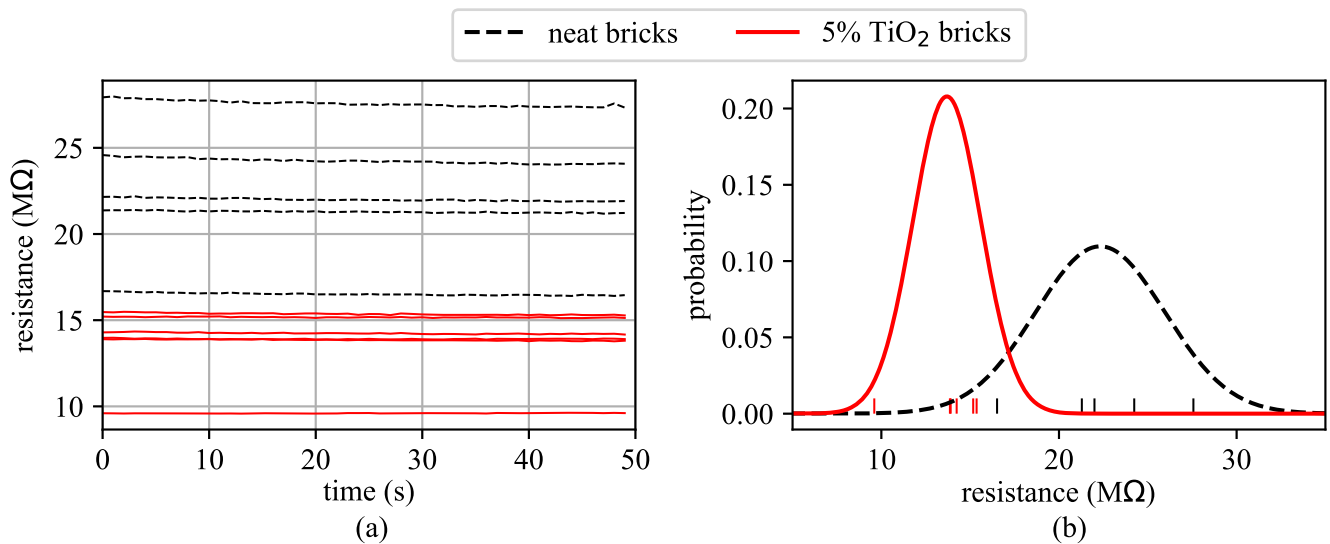 neat bricks 5% TiO₂ bricks
resistance (MΩ)
25
20
15
10
0 10 20 30 40 50
time (s)
(a)
probability
0.20
0.15
0.10
0.05
0.00
10 20 30
resistance (MΩ)
(b)